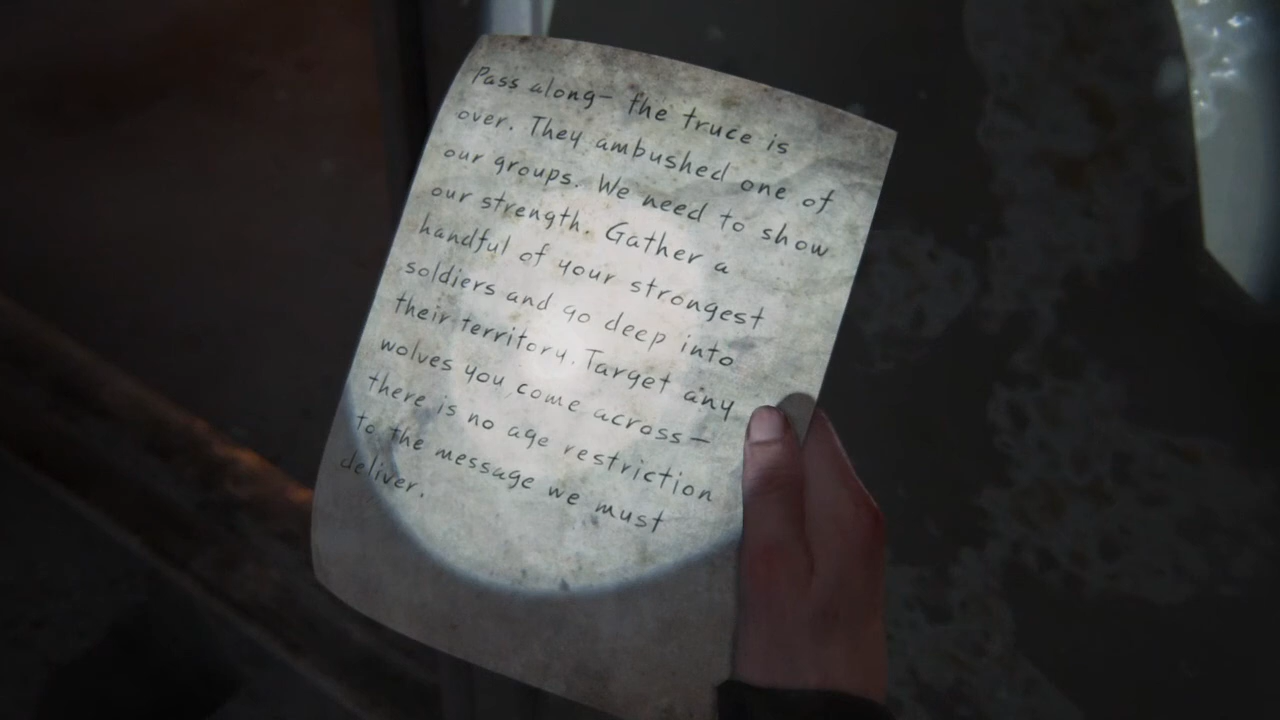 Pass along- the truce is
over. They ambushed one of
our groups. We need to show
our strength. Gather a
handful of your strongest
soldiers and go deep into
their territory. Target any
wolves you come across-
there is no age restriction
to the message we must
deliver.